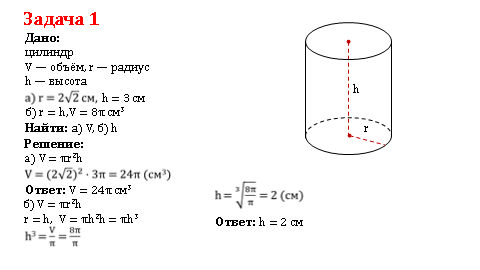 Задача 1
Дано:
цилиндр
V — объём, r — радиус
h — высота
а) r = 2√2 см, h = 3 см
б) r = h, V = 8π см³
Найти: а) V, б) h
Решение:
а) V = πr²h
V = (2√2)² · 3π = 24π (см³)
Ответ: V = 24π см³
б) V = πr²h
r = h, V = πh²h = πh³
h³ = V/π = 8π/π
h = ∛(8π/π) = 2 (см)
Ответ: h = 2 см
h
r